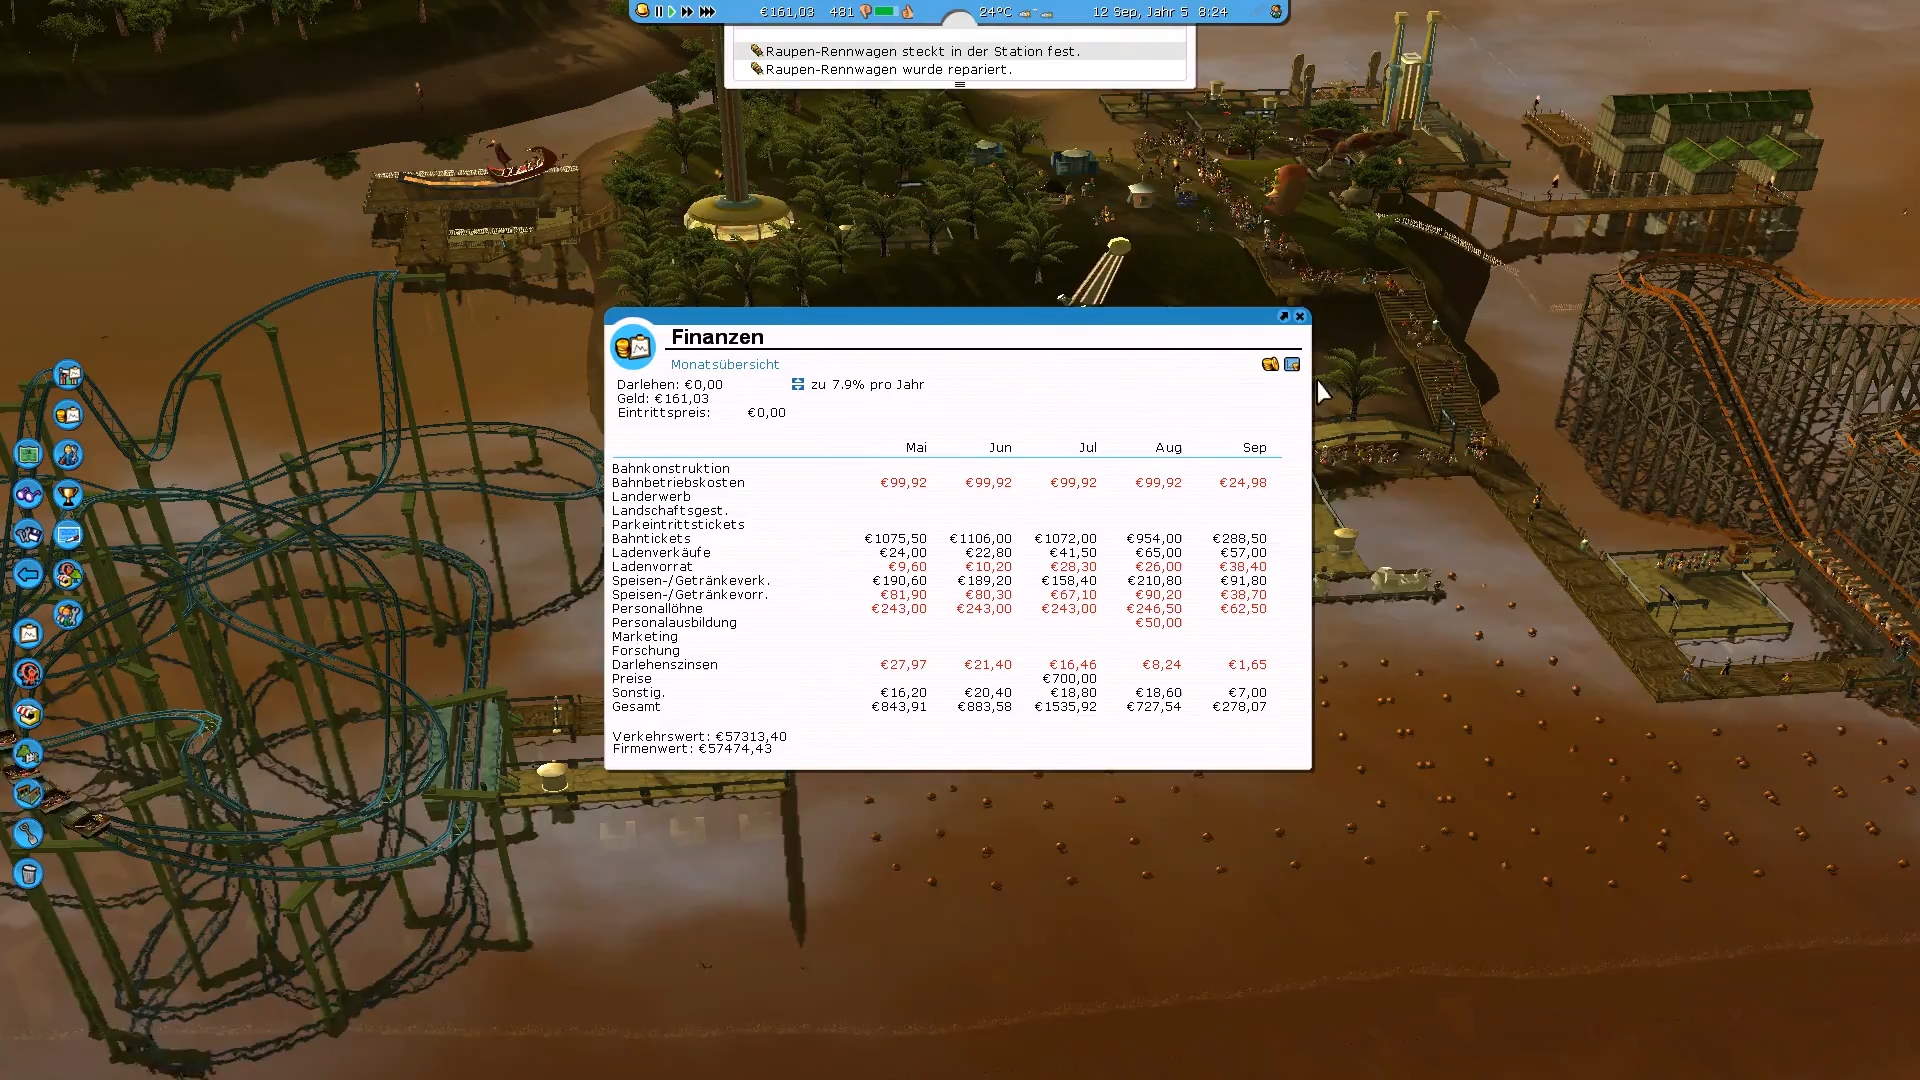 €161,03 481 24°C 12 Sep, Jahr 5 8:24
Raupen-Rennwagen steckt in der Station fest.
Raupen-Rennwagen wurde repariert.
Finanzen
Monatsübersicht
Darlehen: €0,00 zu 7.9% pro Jahr
Geld: €161,03
Eintrittspreis: €0,00
Mai Jun Jul Aug Sep
Bahnkonstruktion
Bahnbetriebskosten €99,92 €99,92 €99,92 €99,92 €24,98
Landerwerb
Landschaftsgest.
Parkeintrittstickets
Bahntickets €1075,50 €1106,00 €1072,00 €954,00 €288,50
Ladenverkäufe €24,00 €22,80 €41,50 €65,00 €57,00
Ladenvorrat €9,60 €10,20 €28,30 €26,00 €38,40
Speisen-/Getränkeverk. €190,60 €189,20 €158,40 €210,80 €91,80
Speisen-/Getränkevorr. €81,90 €80,30 €67,10 €90,20 €38,70
Personallöhne €243,00 €243,00 €243,00 €246,50 €62,50
Personalausbildung €50,00
Marketing
Forschung
Darlehenszinsen €27,97 €21,40 €16,46 €8,24 €1,65
Preise €700,00
Sonstig. €16,20 €20,40 €18,80 €18,60 €7,00
Gesamt €843,91 €883,58 €1535,92 €727,54 €278,07
Verkehrswert: €57313,40
Firmenwert: €57474,43